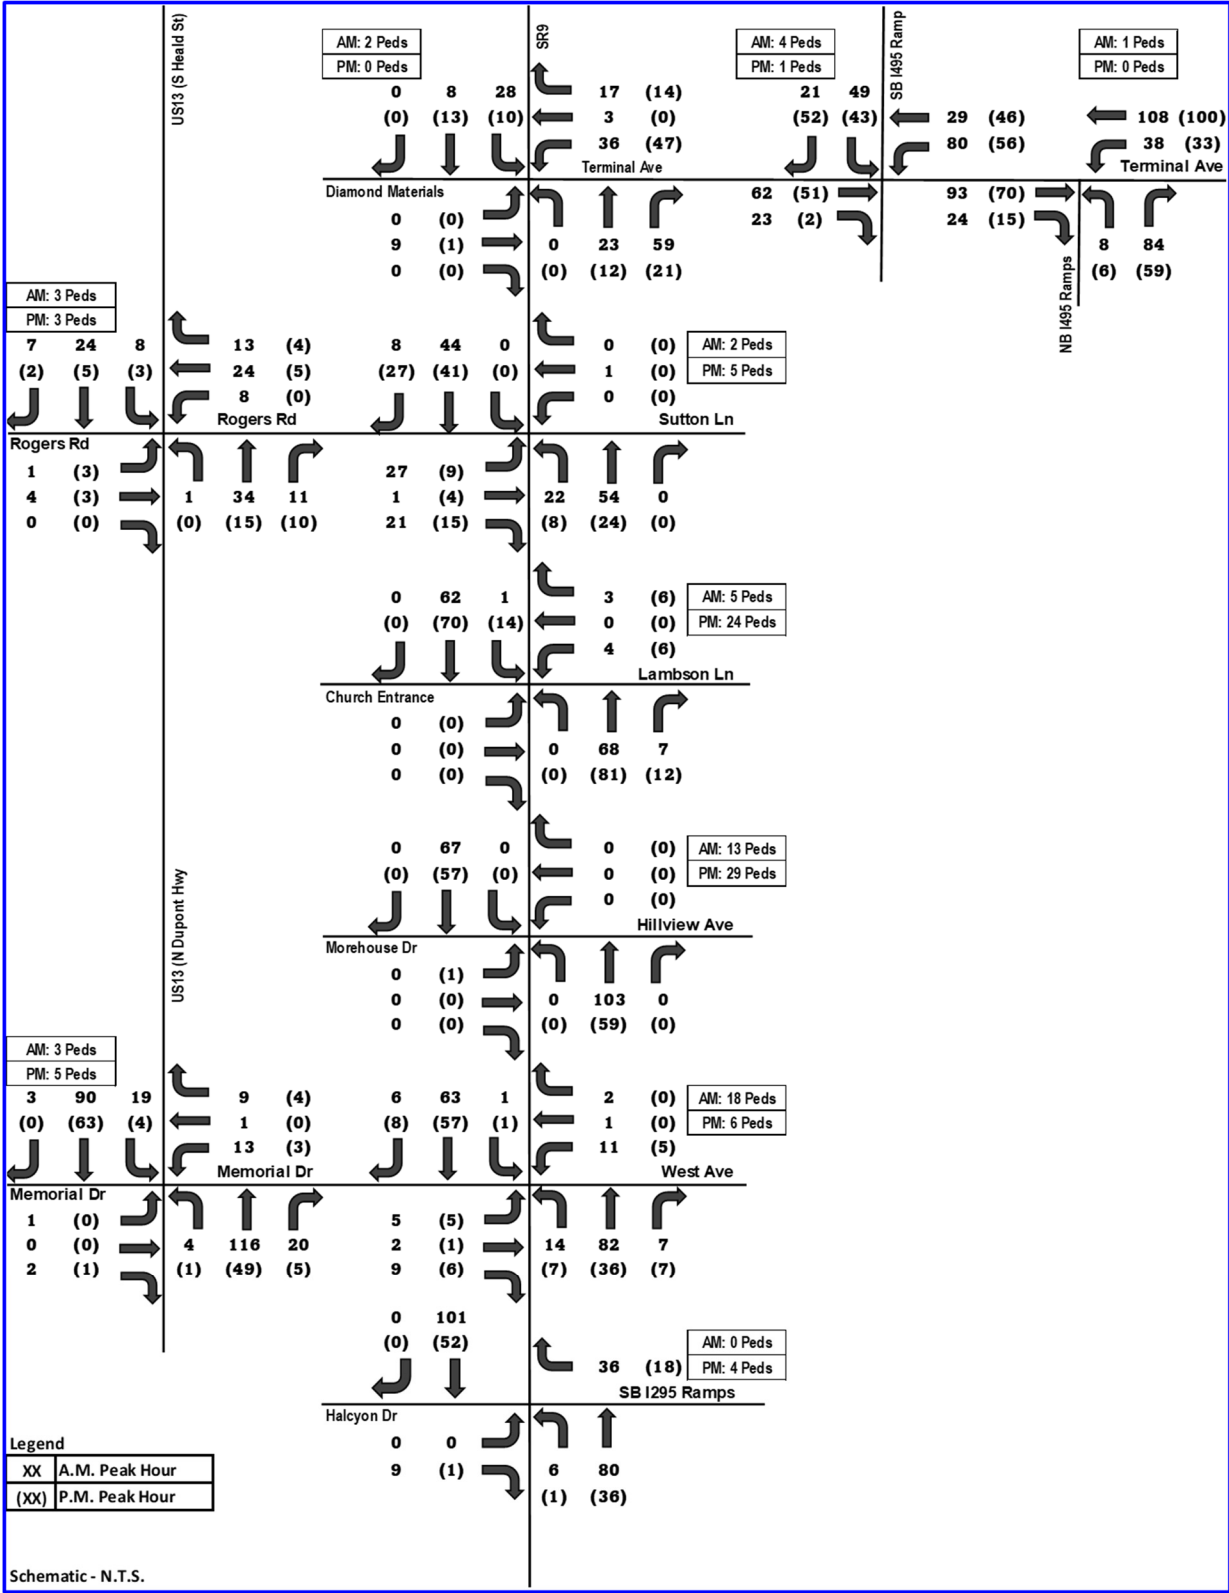 US13 (S Heald St)
AM: 2 Peds
PM: 0 Peds
SR9
AM: 4 Peds
PM: 1 Peds
SB I495 Ramp
AM: 1 Peds
PM: 0 Peds
0 8 28 17 (14) 21 49
(0) (13) (10) 3 (0) (52) (43) 29 (46) 108 (100)
36 (47) 80 (56) 38 (33)
Terminal Ave Terminal Ave
Diamond Materials
62 (51) 93 (70)
0 (0) 23 (2) 24 (15)
9 (1) 0 23 59 8 84
0 (0) (0) (12) (21) (6) (59)
NB I495 Ramps
AM: 3 Peds
PM: 3 Peds
AM: 2 Peds
PM: 5 Peds
7 24 8 13 (4) 8 44 0 0 (0)
(2) (5) (3) 24 (5) (27) (41) (0) 1 (0)
8 (0) 0 (0)
Rogers Rd Sutton Ln
Rogers Rd
1 (3) 27 (9)
4 (3) 1 34 11 1 (4) 22 54 0
0 (0) (0) (15) (10) 21 (15) (8) (24) (0)
0 62 1 3 (6) AM: 5 Peds
(0) (70) (14) 0 (0) PM: 24 Peds
4 (6)
Lambson Ln
Church Entrance
0 (0)
0 (0) 0 68 7
0 (0) (0) (81) (12)
US13 (N Dupont Hwy
0 67 0 0 (0) AM: 13 Peds
(0) (57) (0) 0 (0) PM: 29 Peds
0 (0)
Hillview Ave
Morehouse Dr
0 (1)
0 (0) 0 103 0
0 (0) (0) (59) (0)
AM: 3 Peds
PM: 5 Peds
3 90 19 9 (4) 6 63 1 2 (0) AM: 18 Peds
(0) (63) (4) 1 (0) (8) (57) (1) 1 (0) PM: 6 Peds
13 (3) 11 (5)
Memorial Dr West Ave
Memorial Dr
1 (0) 5 (5)
0 (0) 4 116 20 2 (1) 14 82 7
2 (1) (1) (49) (5) 9 (6) (7) (36) (7)
0 101
(0) (52) AM: 0 Peds
36 (18) PM: 4 Peds
SB I295 Ramps
Halcyon Dr
0 0
9 (1) 6 80
(1) (36)
Legend
XX A.M. Peak Hour
(XX) P.M. Peak Hour
Schematic - N.T.S.